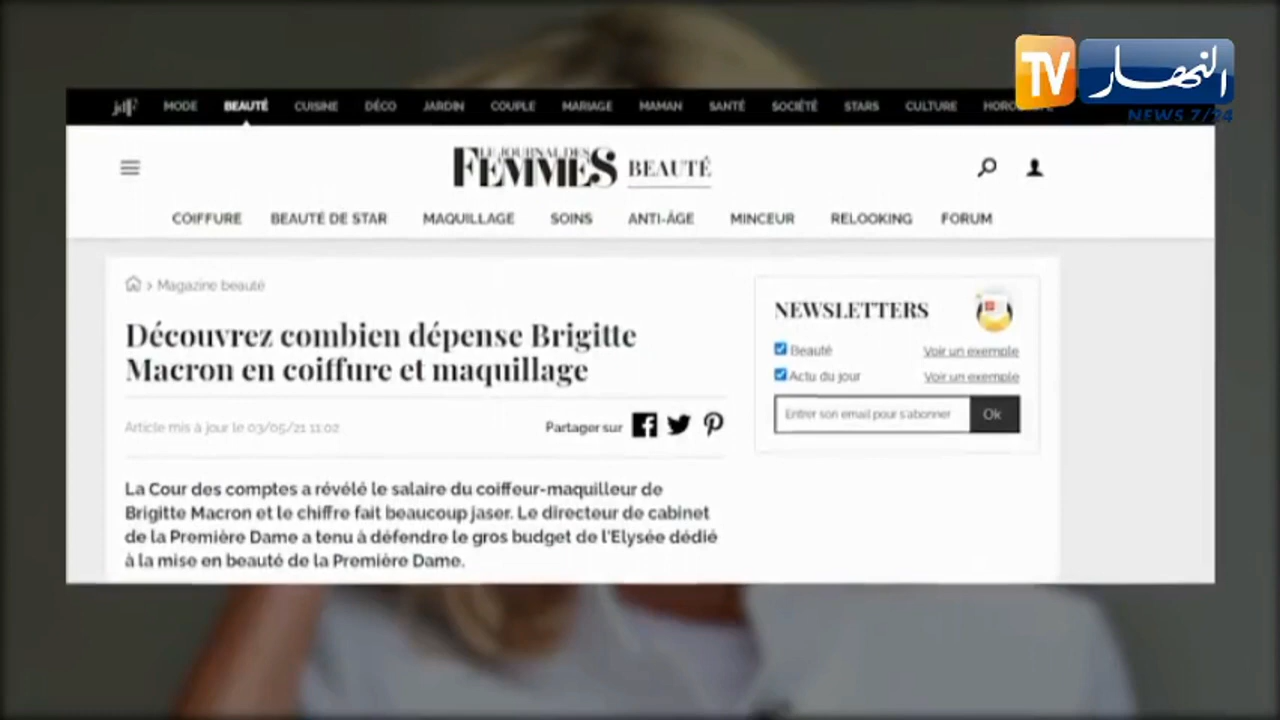 TV النهار
NEWS 7/24
jdf MODE BEAUTÉ CUISINE DÉCO JARDIN COUPLE MARIAGE MAMAN SANTÉ SOCIÉTÉ STARS CULTURE
LE JOURNAL DES
FEMMES BEAUTÉ
COIFFURE BEAUTÉ DE STAR MAQUILLAGE SOINS ANTI-ÂGE MINCEUR RELOOKING FORUM
> Magazine beauté
Découvrez combien dépense Brigitte
Macron en coiffure et maquillage
Article mis à jour le 03/05/21 11:02
Partager sur
La Cour des comptes a révélé le salaire du coiffeur-maquilleur de
Brigitte Macron et le chiffre fait beaucoup jaser. Le directeur de cabinet
de la Première Dame a tenu à défendre le gros budget de l'Elysée dédié
à la mise en beauté de la Première Dame.
NEWSLETTERS
Beauté Voir un exemple
Actu du jour Voir un exemple
Entrer son email pour s'abonner Ok